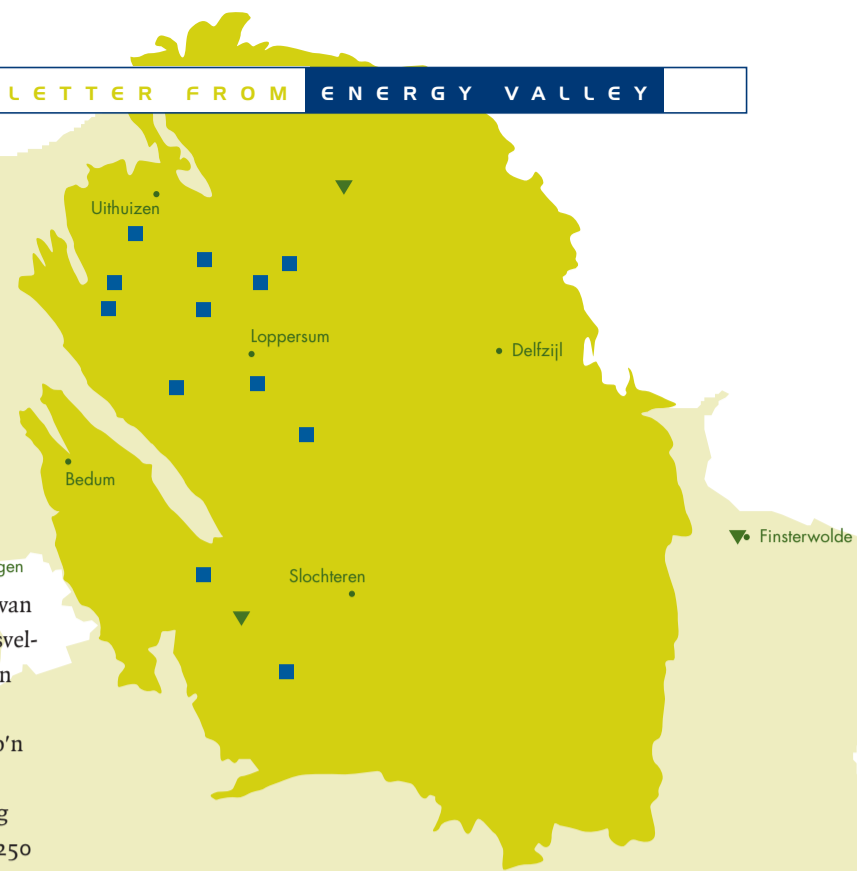 LETTER FROM ENERGY VALLEY
Uithuizen
Loppersum
Delfzijl
Bedum
Finsterwolde
gen
Slochteren
van
svel-
n
o'n
g
250